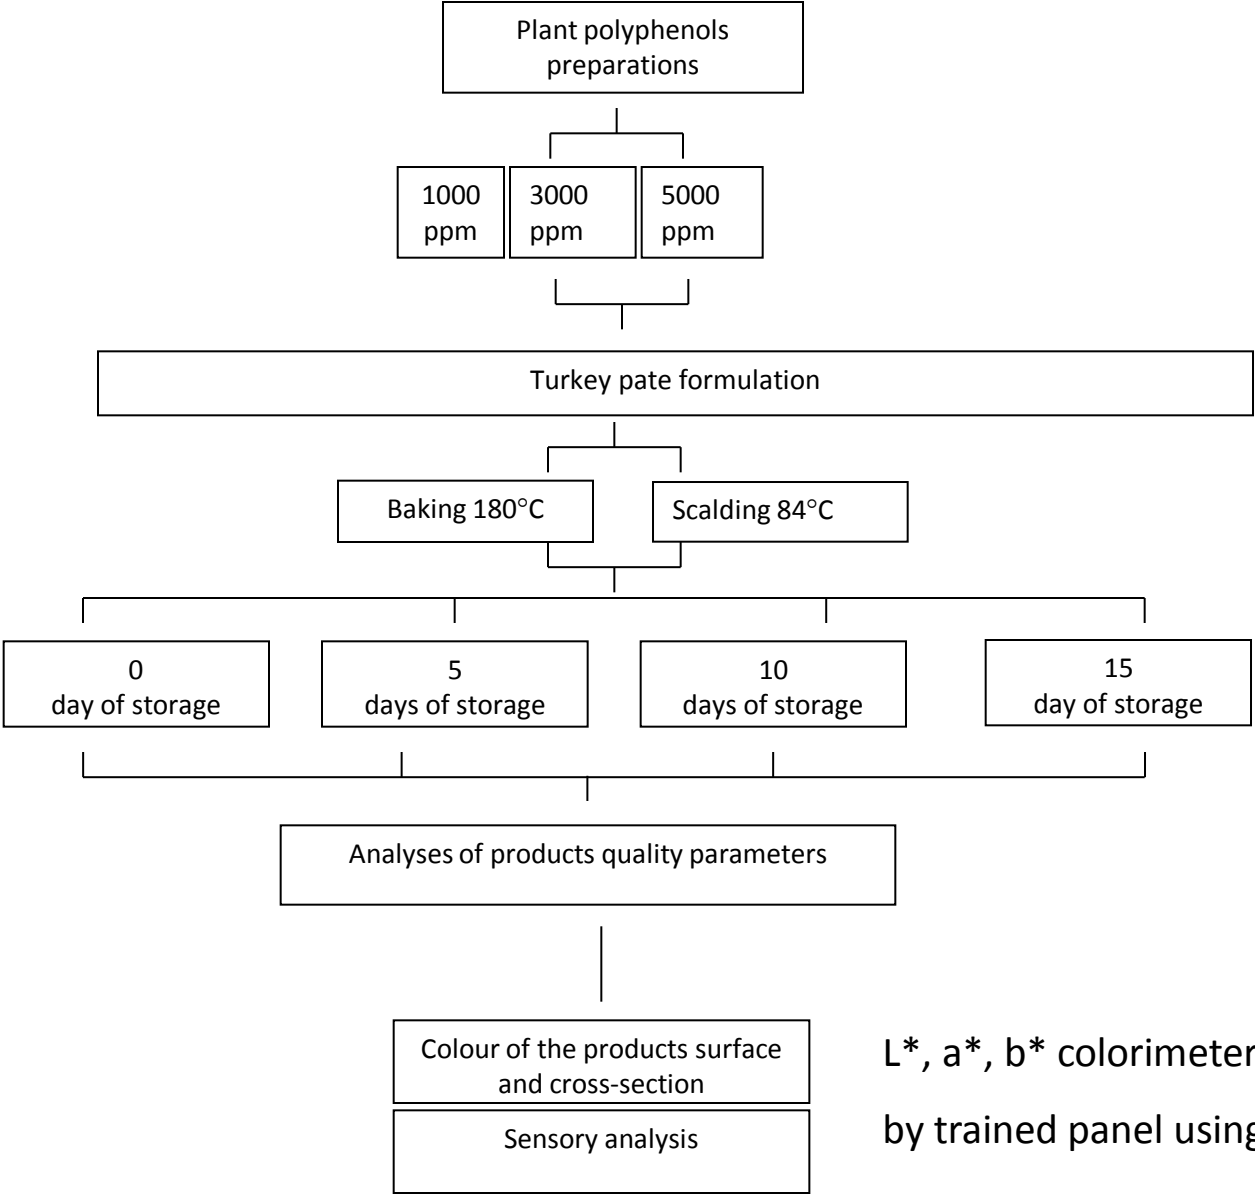 Plant polyphenols
preparations
1000
ppm
3000
ppm
5000
ppm
Turkey pate formulation
Baking 180°C
Scalding 84°C
0
day of storage
5
days of storage
10
days of storage
15
day of storage
Analyses of products quality parameters
Colour of the products surface
and cross-section
L*, a*, b* colorimeter
Sensory analysis
by trained panel using